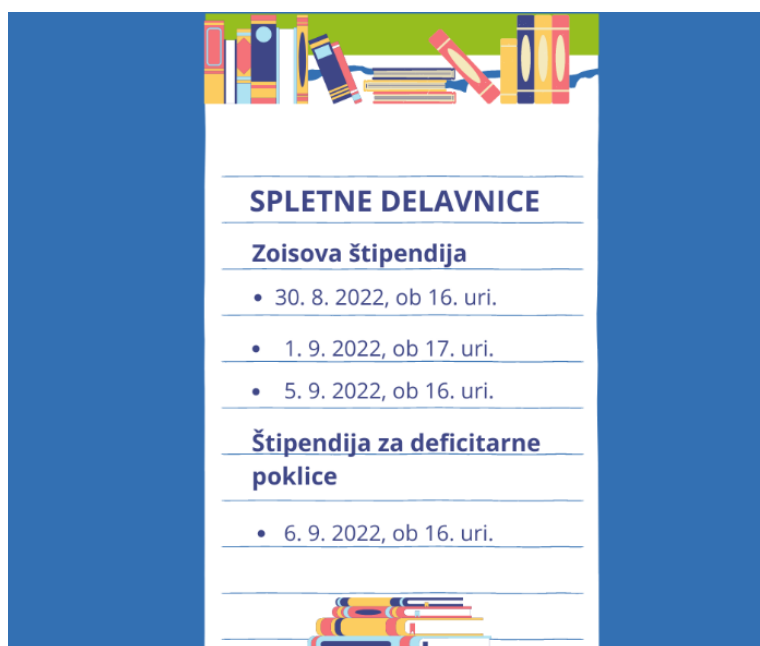 SPLETNE DELAVNICE
Zoisova štipendija
• 30. 8. 2022, ob 16. uri.
• 1. 9. 2022, ob 17. uri.
• 5. 9. 2022, ob 16. uri.
Štipendija za deficitarne
poklice
• 6. 9. 2022, ob 16. uri.